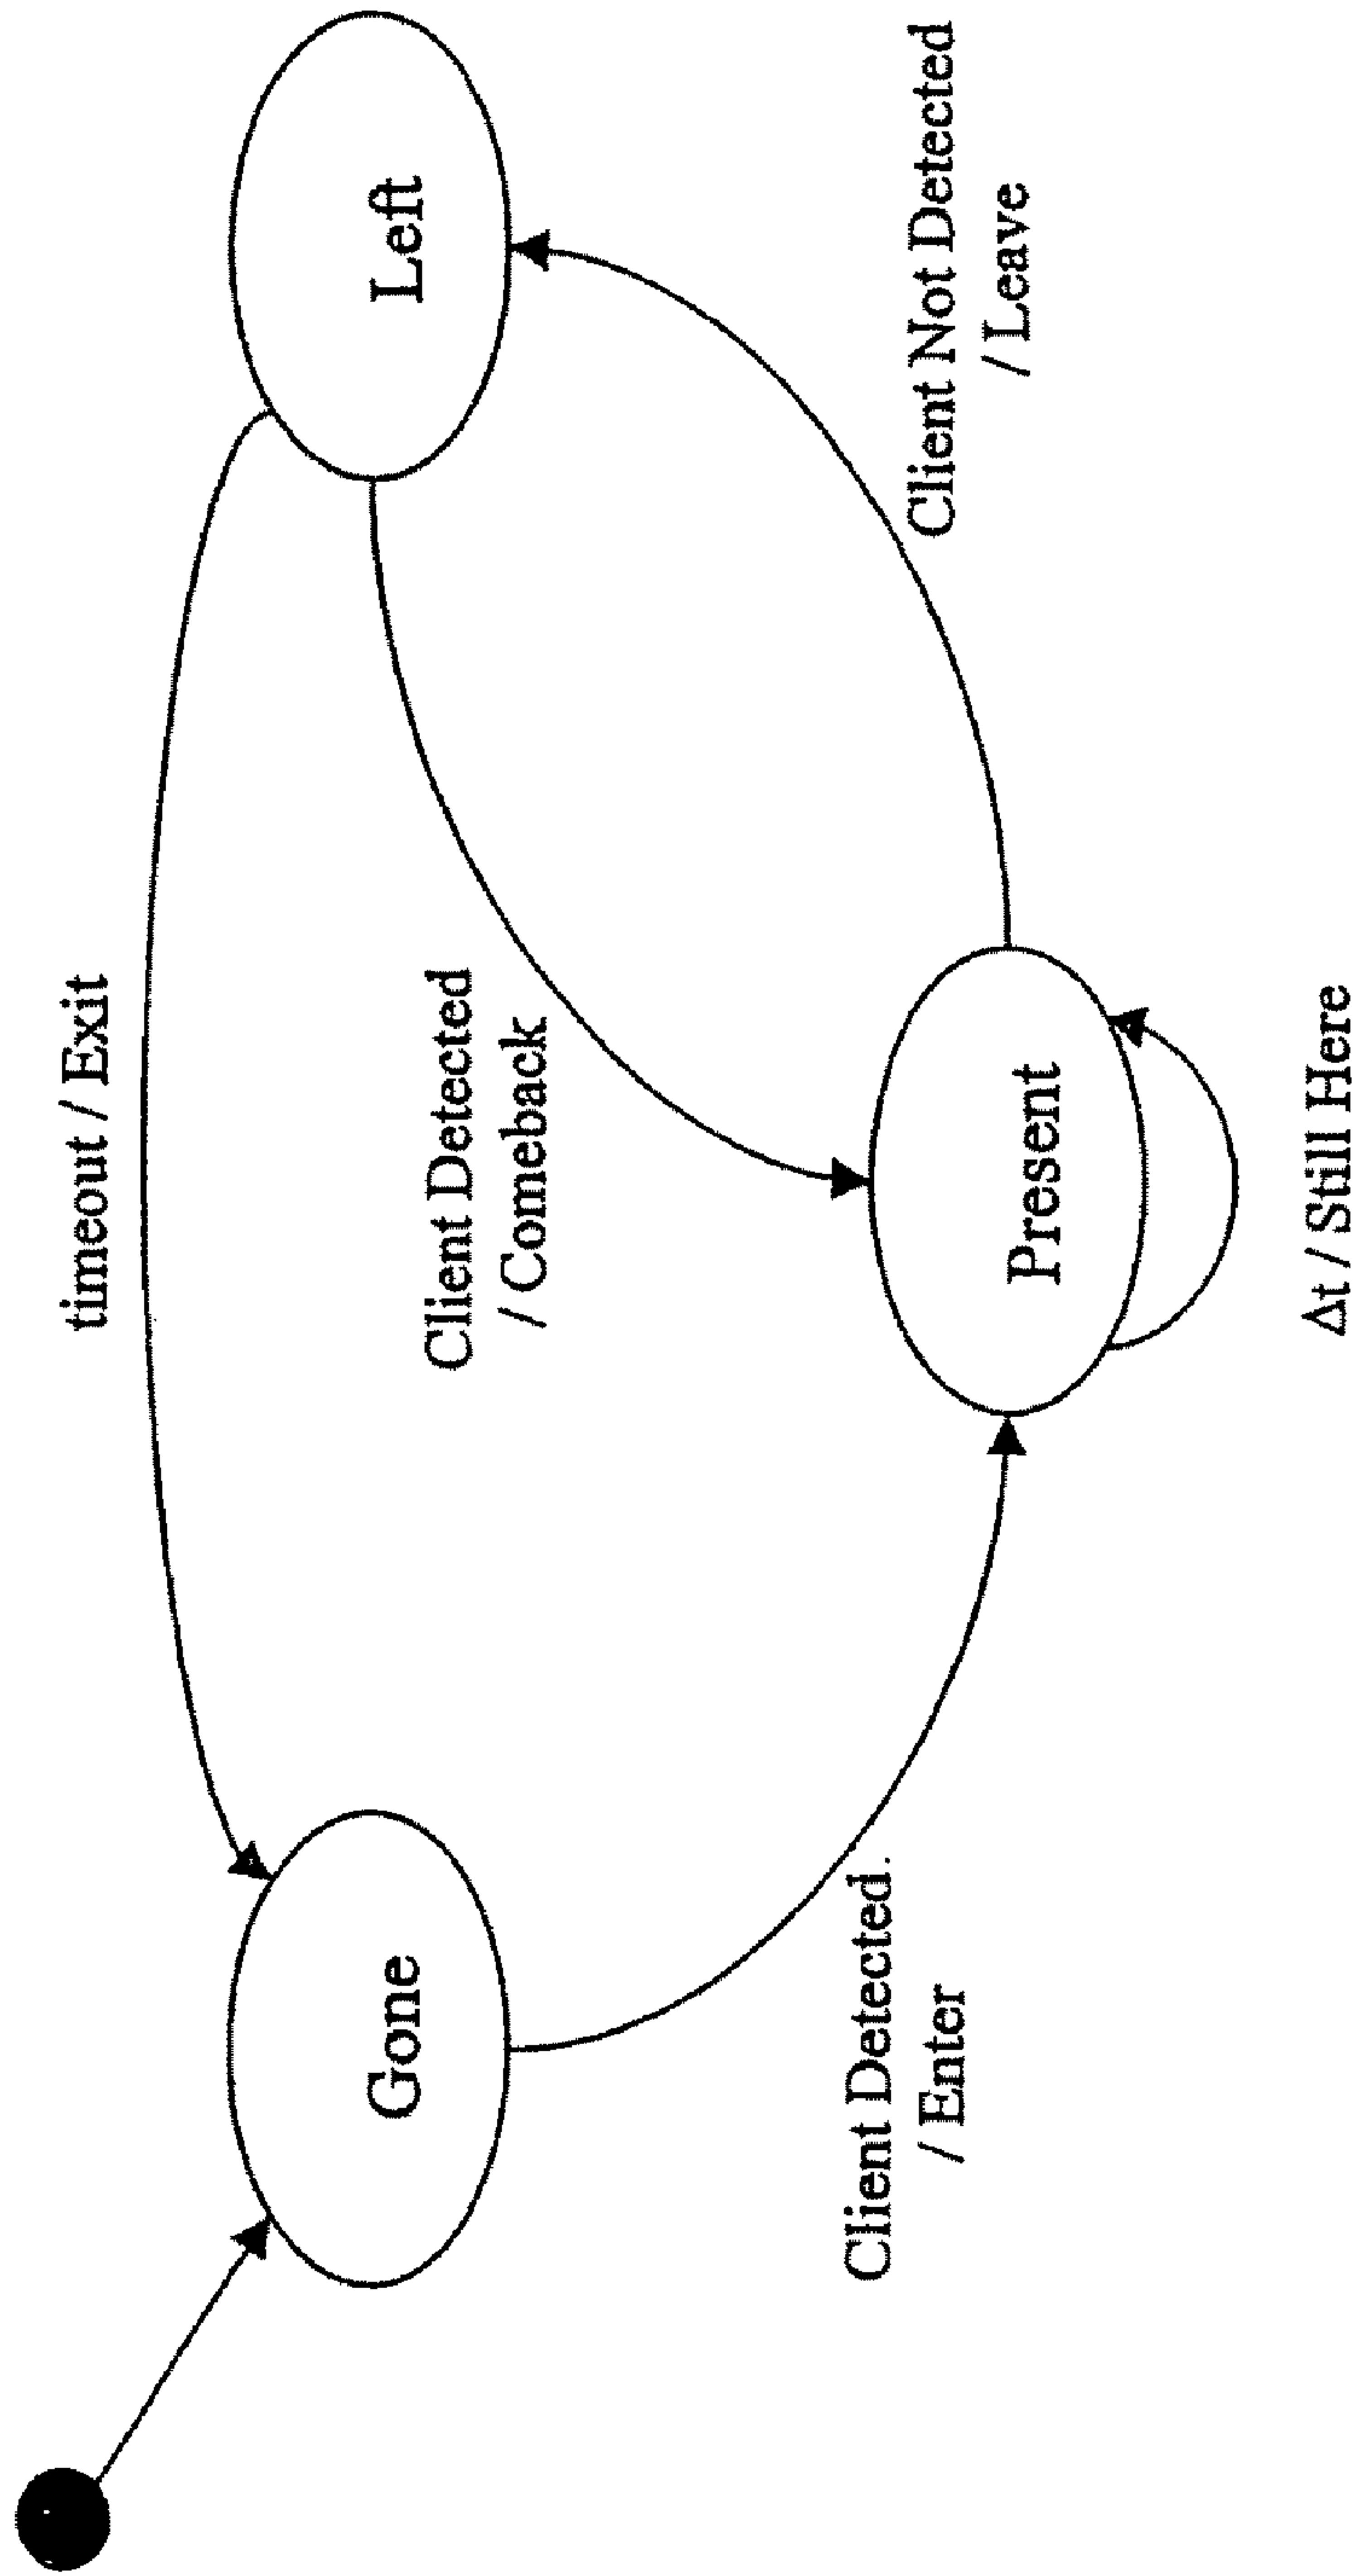 timeout / Exit
Left
Gone
Client Detected
/ Comeback
Client Not Detected
/ Leave
Present
Client Detected.
/ Enter
Δt / Still Here